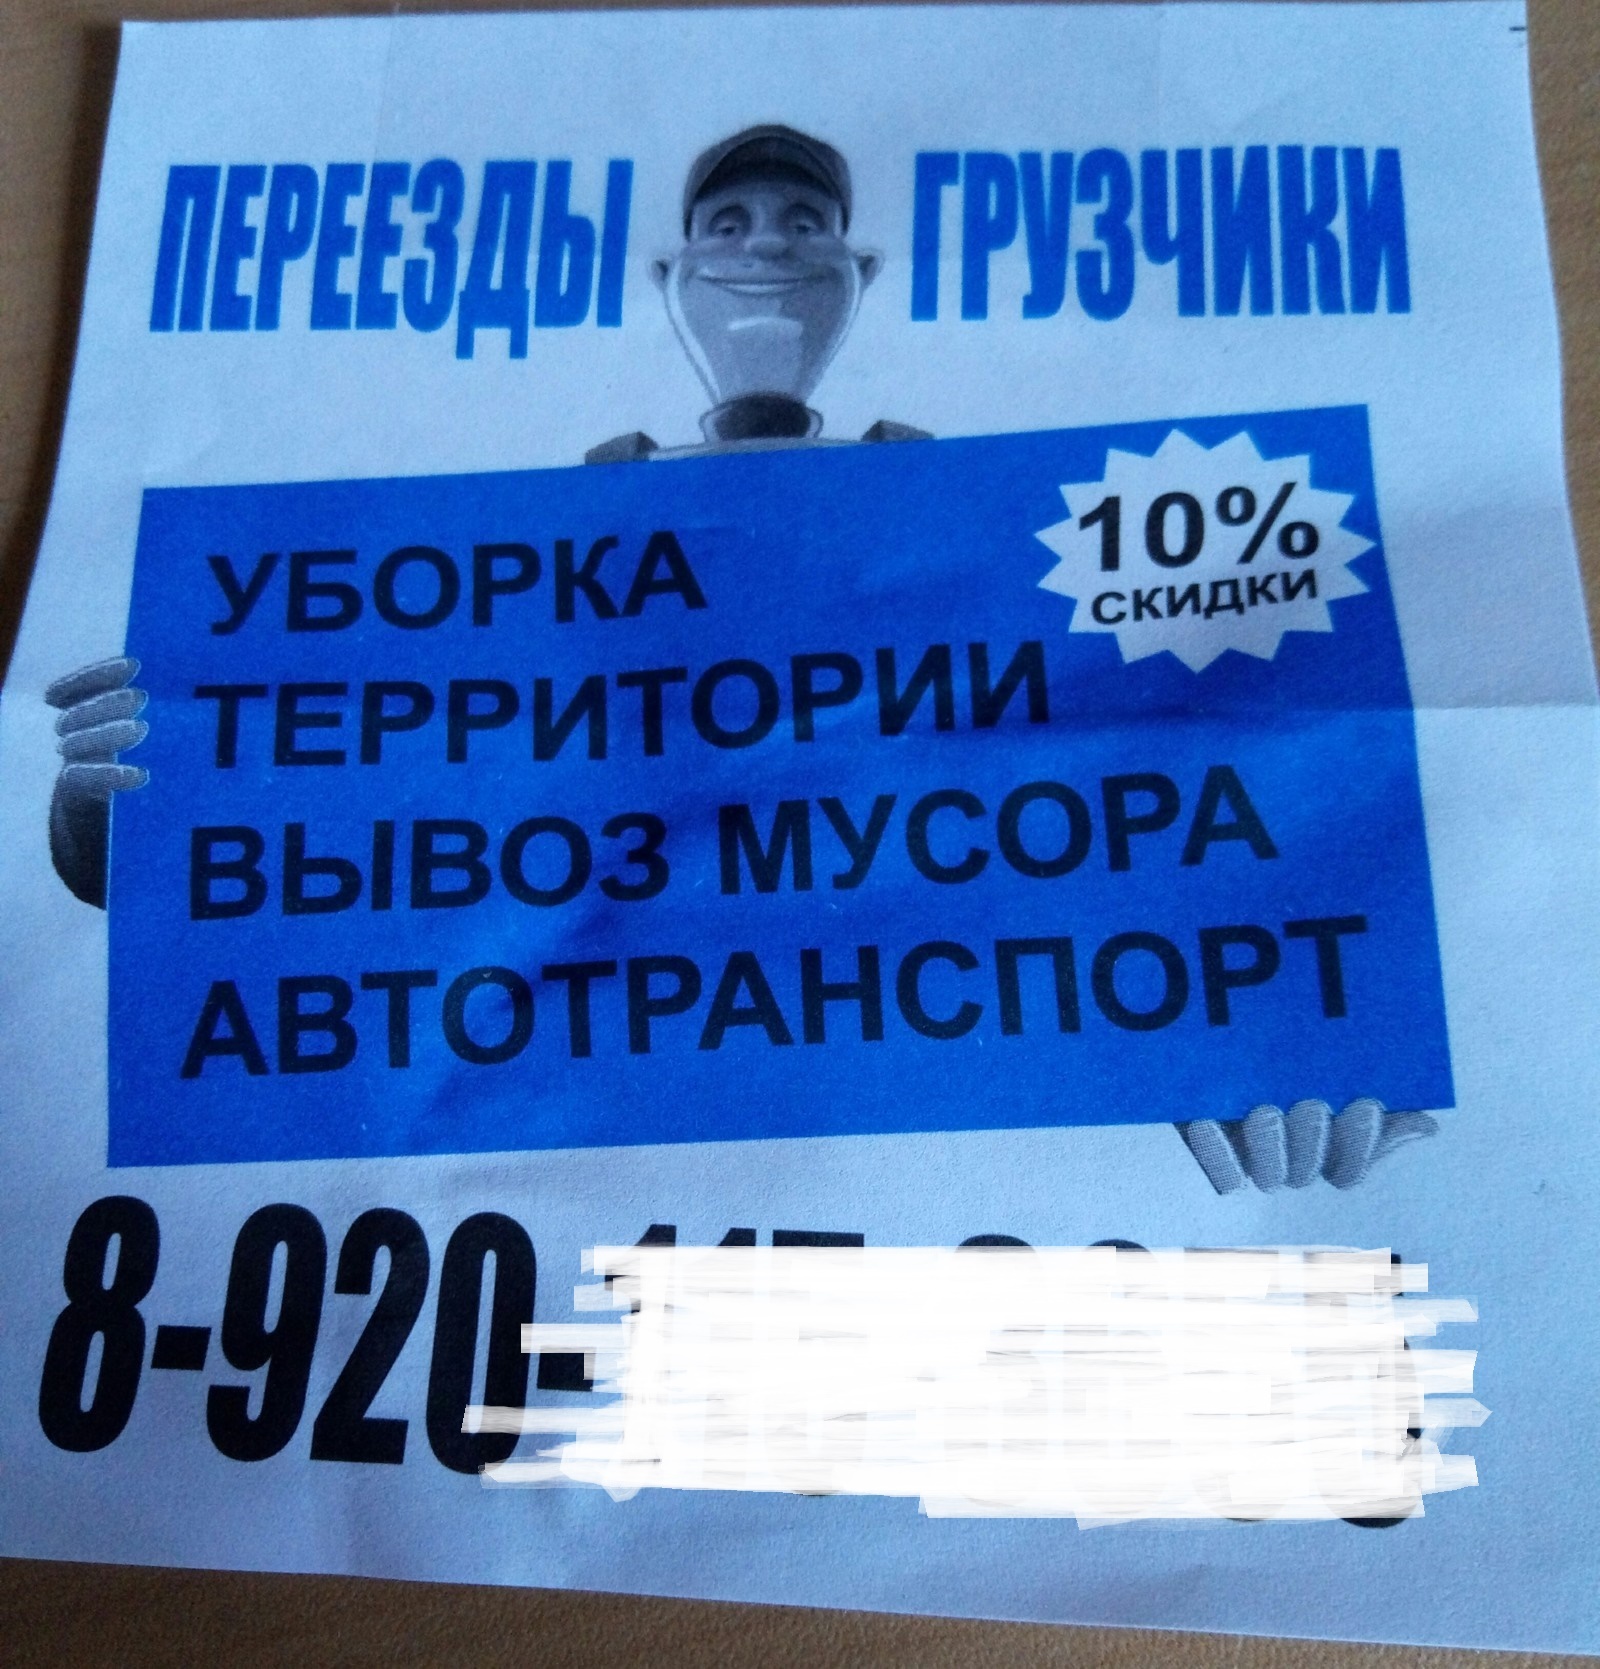 ПЕРЕЕЗДЫ ГРУЗЧИКИ
10%
СКИДКИ
УБОРКА
ТЕРРИТОРИИ
ВЫВОЗ МУСОРА
АВТОТРАНСПОРТ
8-920-